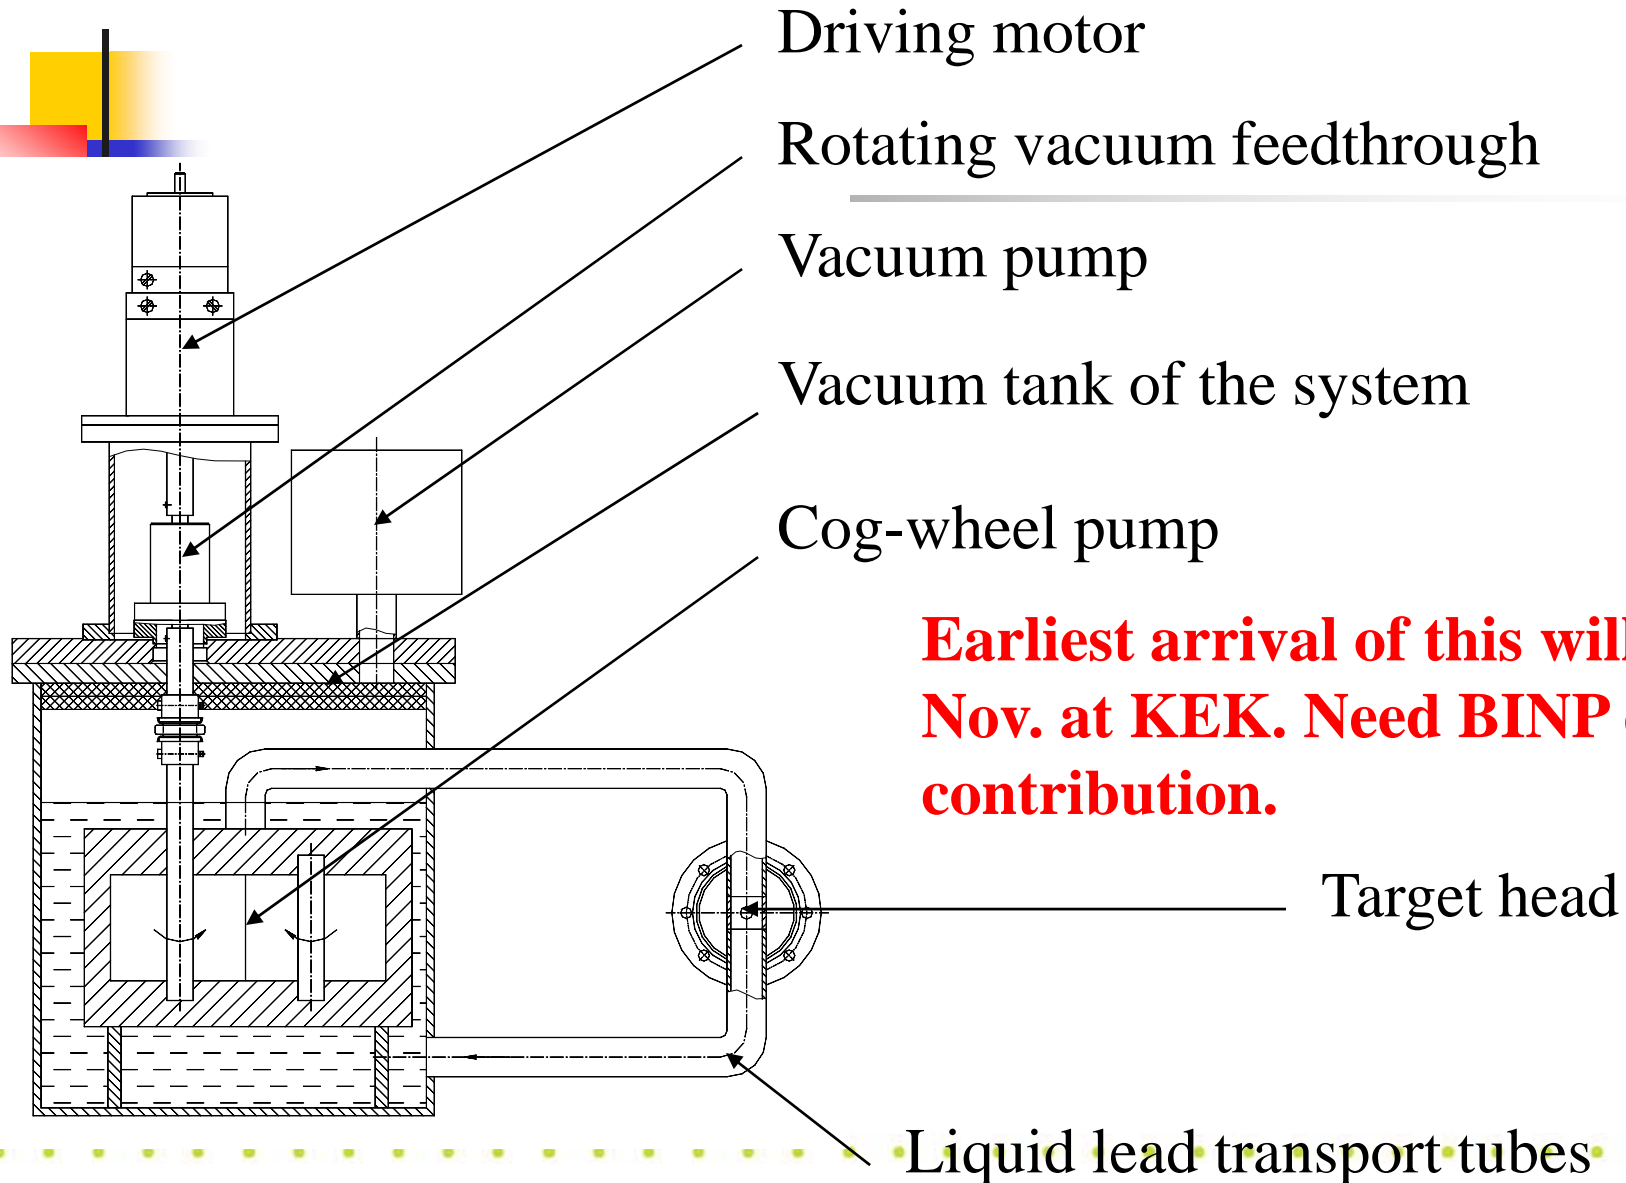 Driving motor
Rotating vacuum feedthrough
Vacuum pump
Vacuum tank of the system
Cog-wheel pump
Earliest arrival of this will
Nov. at KEK. Need BINP
contribution.
Target head
Liquid lead transport tubes